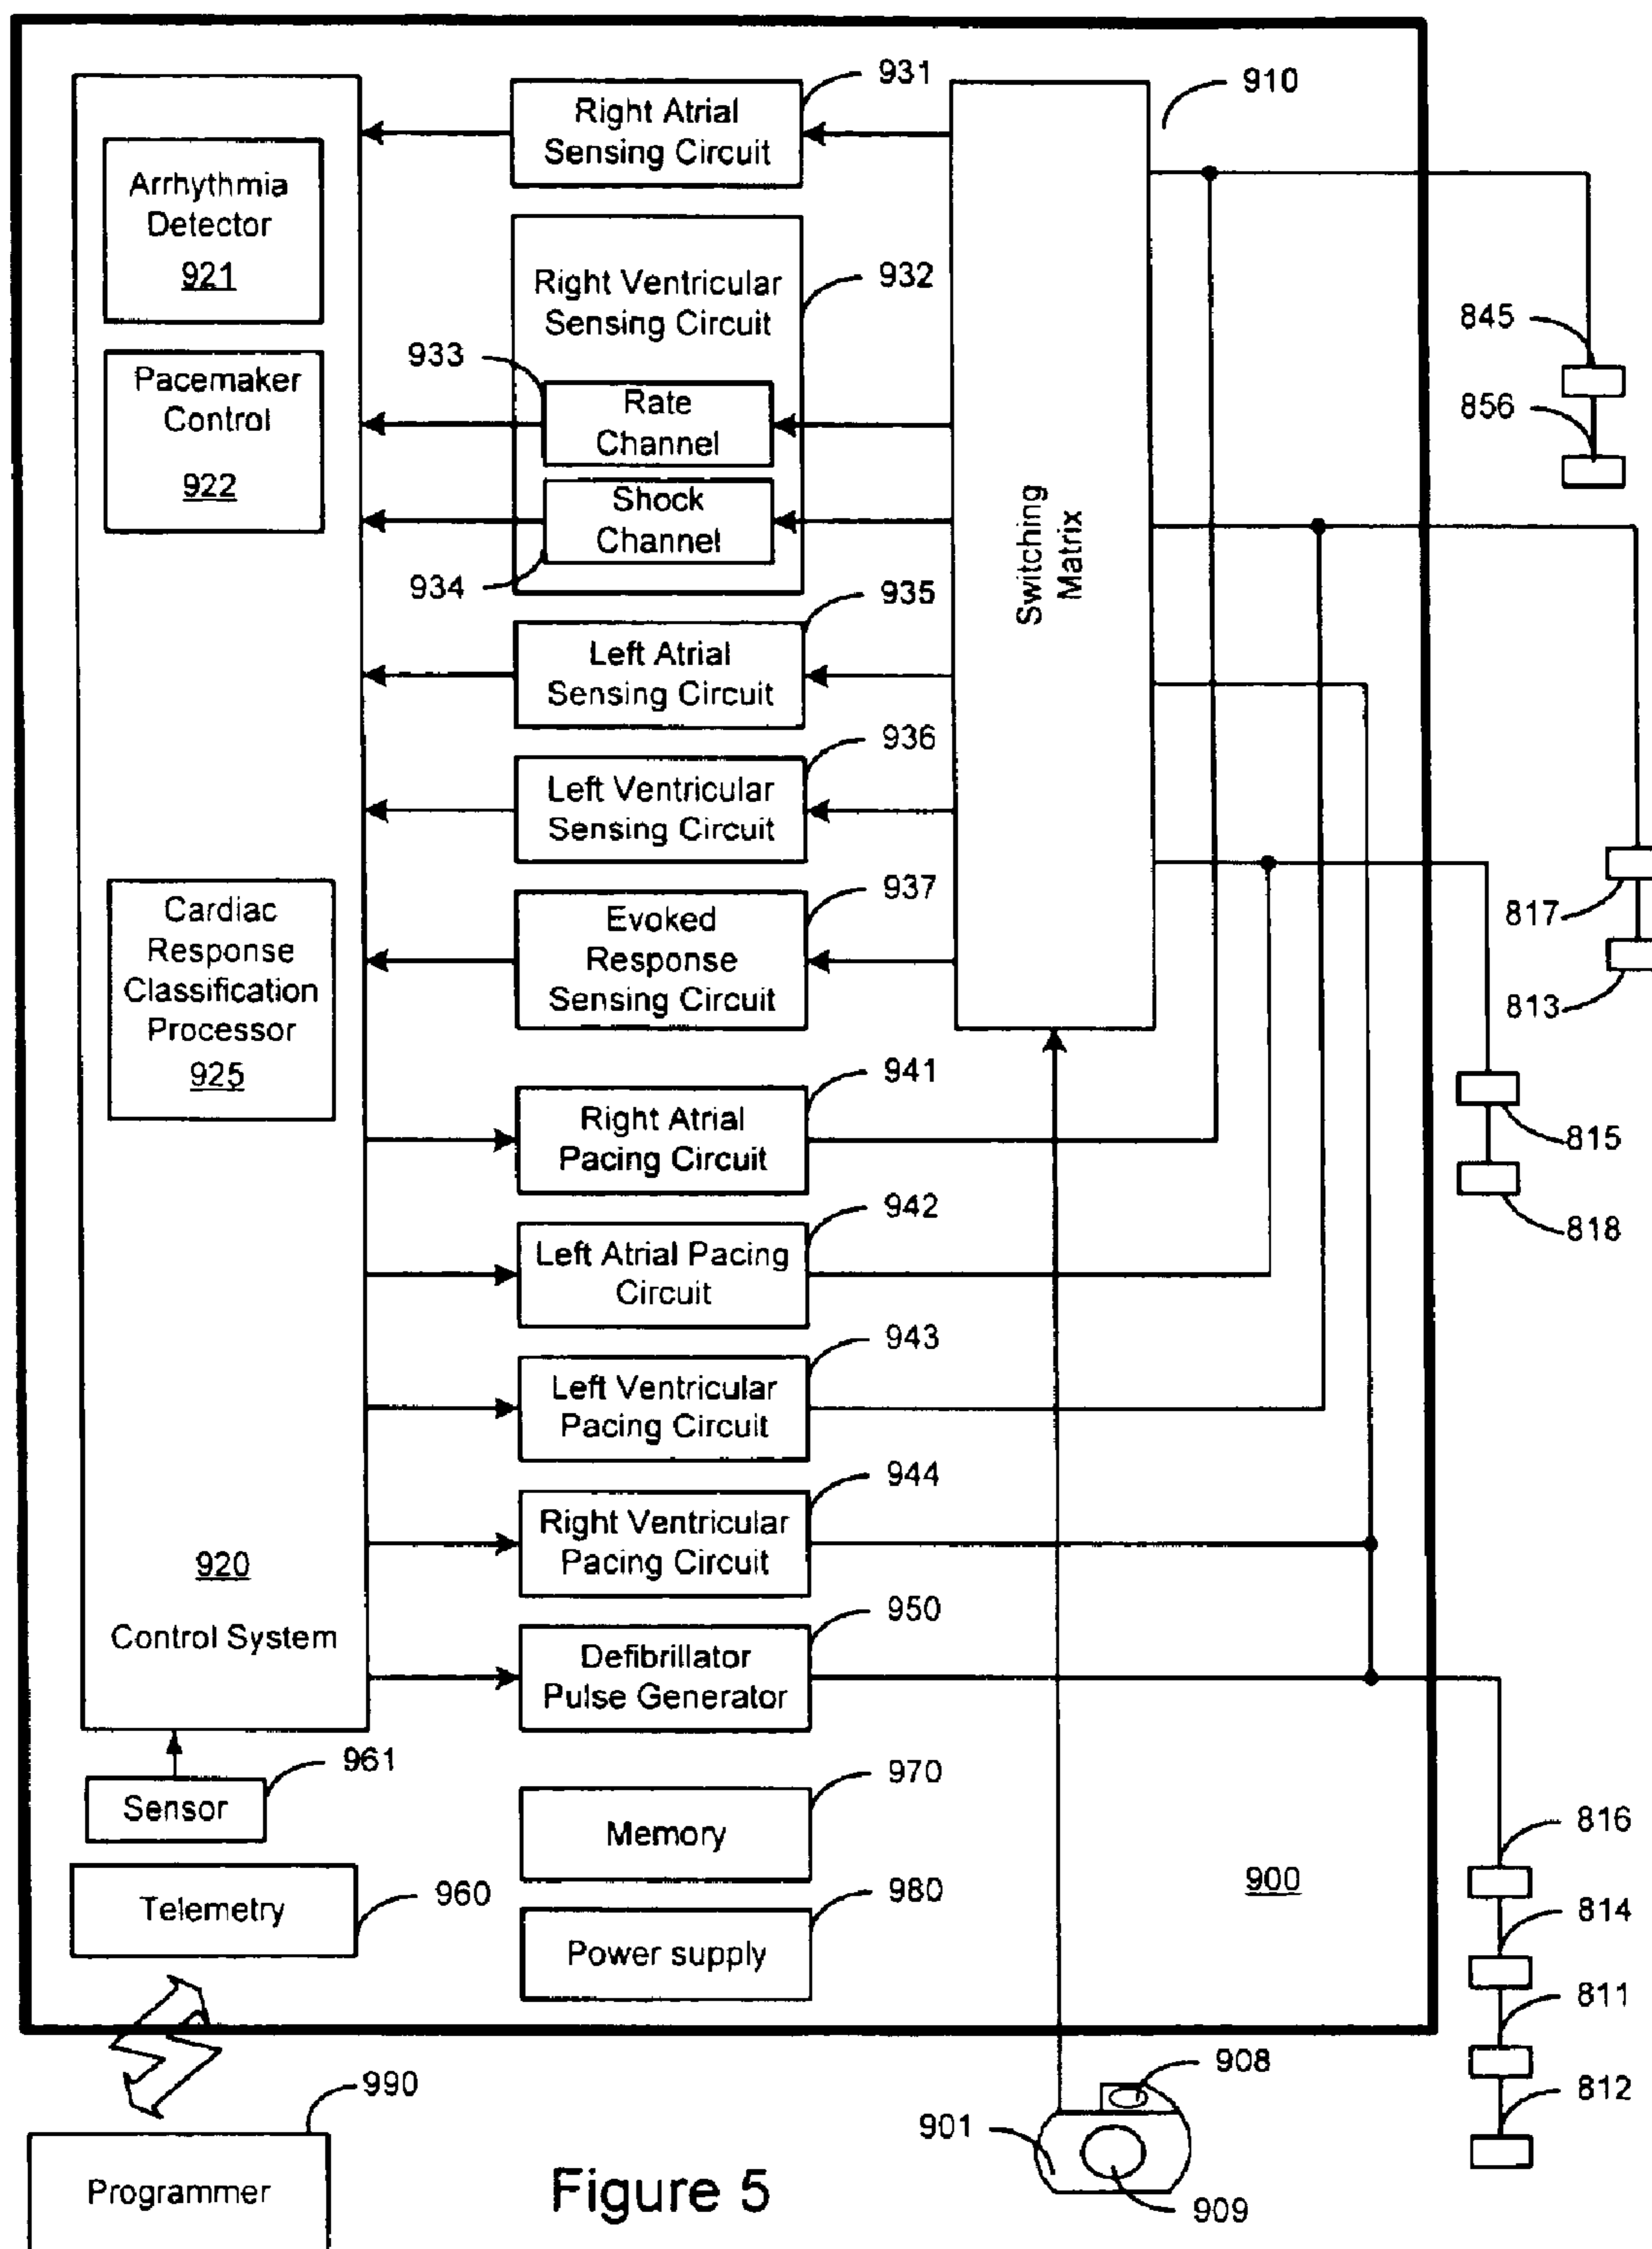 931
910
Right Atrial
Sensing Circuit
Arrhythmia
Detector
921
Right Ventricular
Sensing Circuit
932
933
845
Pacemaker
Control
922
Rate
Channel
856
Shock
Channel
934
Switching
Matrix
935
Left Atrial
Sensing Circuit
936
Left Ventricular
Sensing Circuit
937
817
Cardiac
Response
Classification
Processor
925
Evoked
Response
Sensing Circuit
813
941
Right Atrial
Pacing Circuit
815
942
818
Left Atrial Pacing
Circuit
943
Left Ventricular
Pacing Circuit
944
Right Ventricular
Pacing Circuit
920
Control System
950
Defibrillator
Pulse Generator
961
Sensor
970
Memory
816
900
Telemetry
960
980
814
Power supply
811
908
990
812
901
Programmer
Figure 5
909